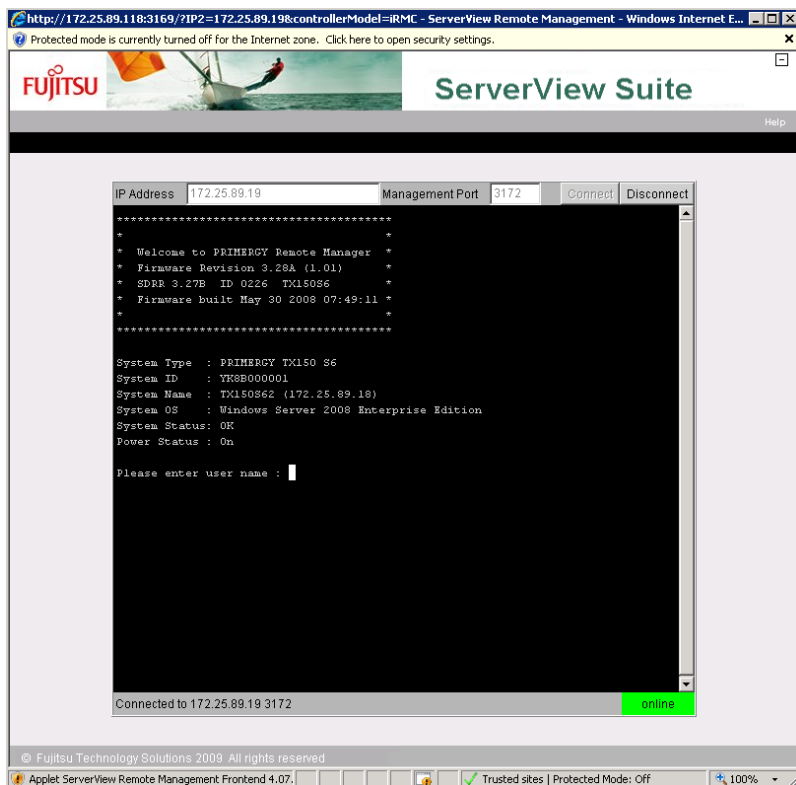 http://172.25.89.118:3169/?IP2=172.25.89.19&controllerModel=iRMC - ServerView Remote Management - Windows Internet E...
Protected mode is currently turned off for the Internet zone. Click here to open security settings.
FUJITSU
ServerView Suite
Help
IP Address 172.25.89.19 Management Port 3172 Connect Disconnect
****************************************
* *
* Welcome to PRIMERGY Remote Manager *
* Firmware Revision 3.28A (1.01) *
* SDRR 3.27B ID 0226 TX150S6 *
* Firmware built May 30 2008 07:49:11 *
* *
****************************************
System Type : PRIMERGY TX150 S6
System ID : YK8B000001
System Name : TX150S62 (172.25.89.18)
System OS : Windows Server 2008 Enterprise Edition
System Status: OK
Power Status : On
Please enter user name :
Connected to 172.25.89.19 3172 online
© Fujitsu Technology Solutions 2009 All rights reserved
Applet ServerView Remote Management Frontend 4.07. Trusted sites | Protected Mode: Off 100%